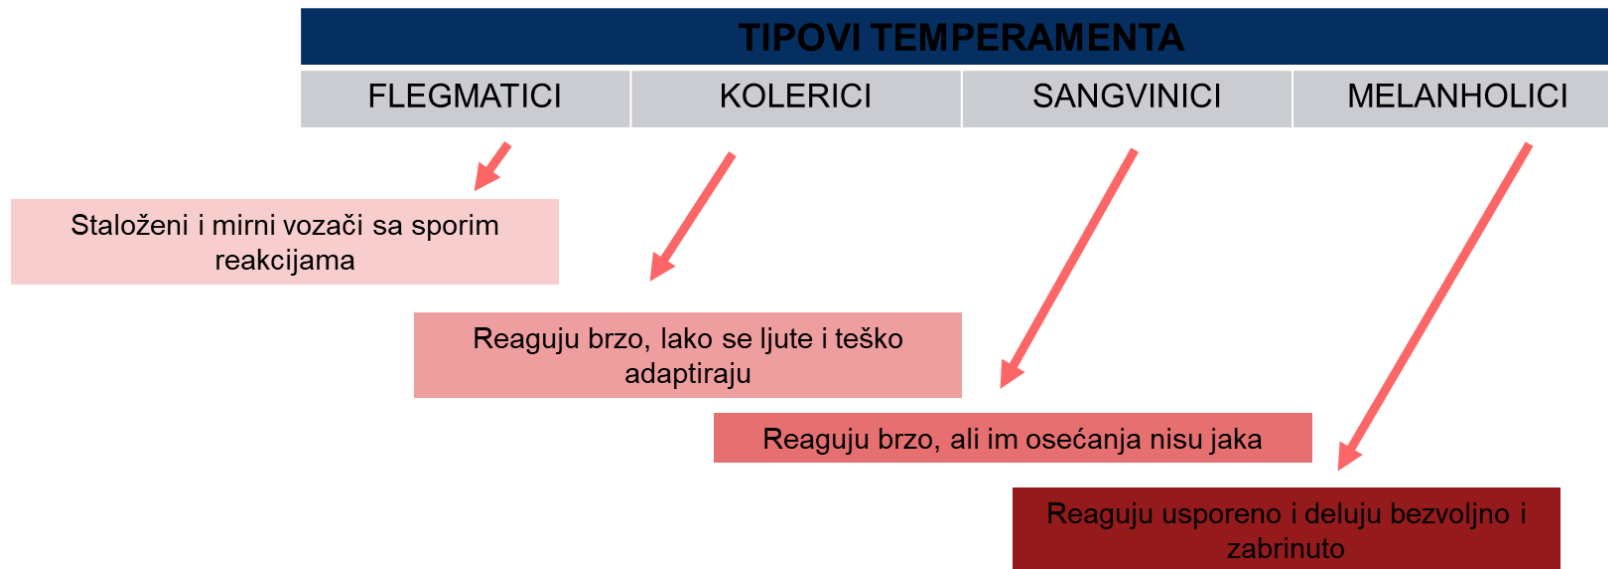 TIPOVI TEMPERAMENTA
FLEGMATICI
KOLERICI
SANGVINICI
MELANHOLICI
Staloženi i mirni vozači sa sporim
reakcijama
Reaguju brzo, lako se ljute i teško
adaptiraju
Reaguju brzo, ali im osećanja nisu jaka
Reaguju usporeno i deluju bezvoljno i
zabrinuto